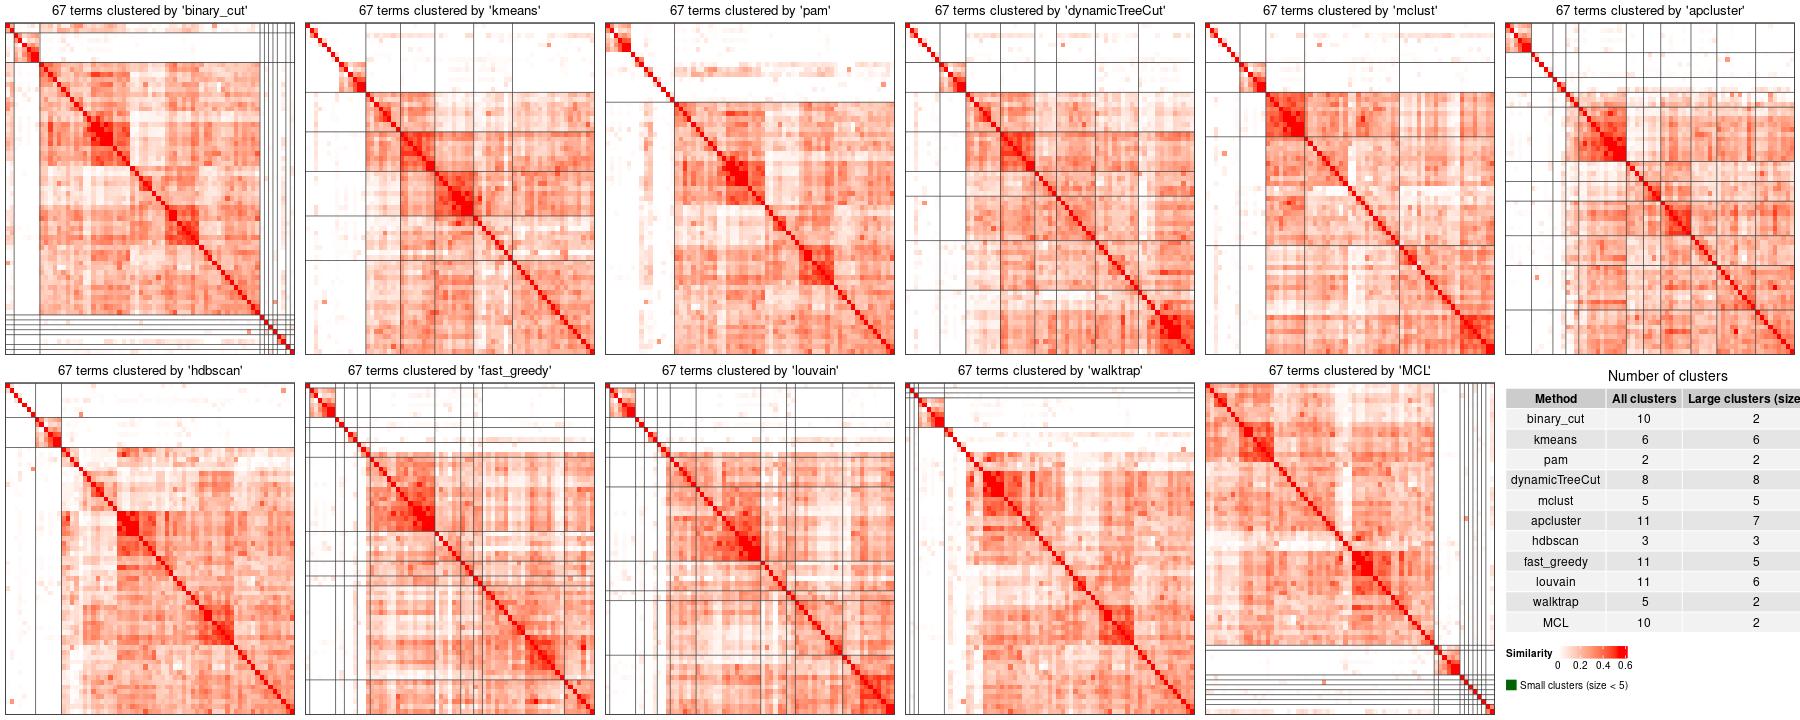 67 terms clustered by 'binary_cut'
67 terms clustered by 'kmeans'
67 terms clustered by 'pam'
67 terms clustered by 'dynamicTreeCut'
67 terms clustered by 'mclust'
67 terms clustered by 'apcluster'
67 terms clustered by 'hdbscan'
67 terms clustered by 'fast_greedy'
67 terms clustered by 'louvain'
67 terms clustered by 'walktrap'
67 terms clustered by 'MCL'
Number of clusters
Method All clusters Large clusters (size
binary_cut 10 2
kmeans 6 6
pam 2 2
dynamicTreeCut 8 8
mclust 5 5
apcluster 11 7
hdbscan 3 3
fast_greedy 11 5
louvain 11 6
walktrap 5 2
MCL 10 2
Similarity
0 0.2 0.4 0.6
Small clusters (size < 5)